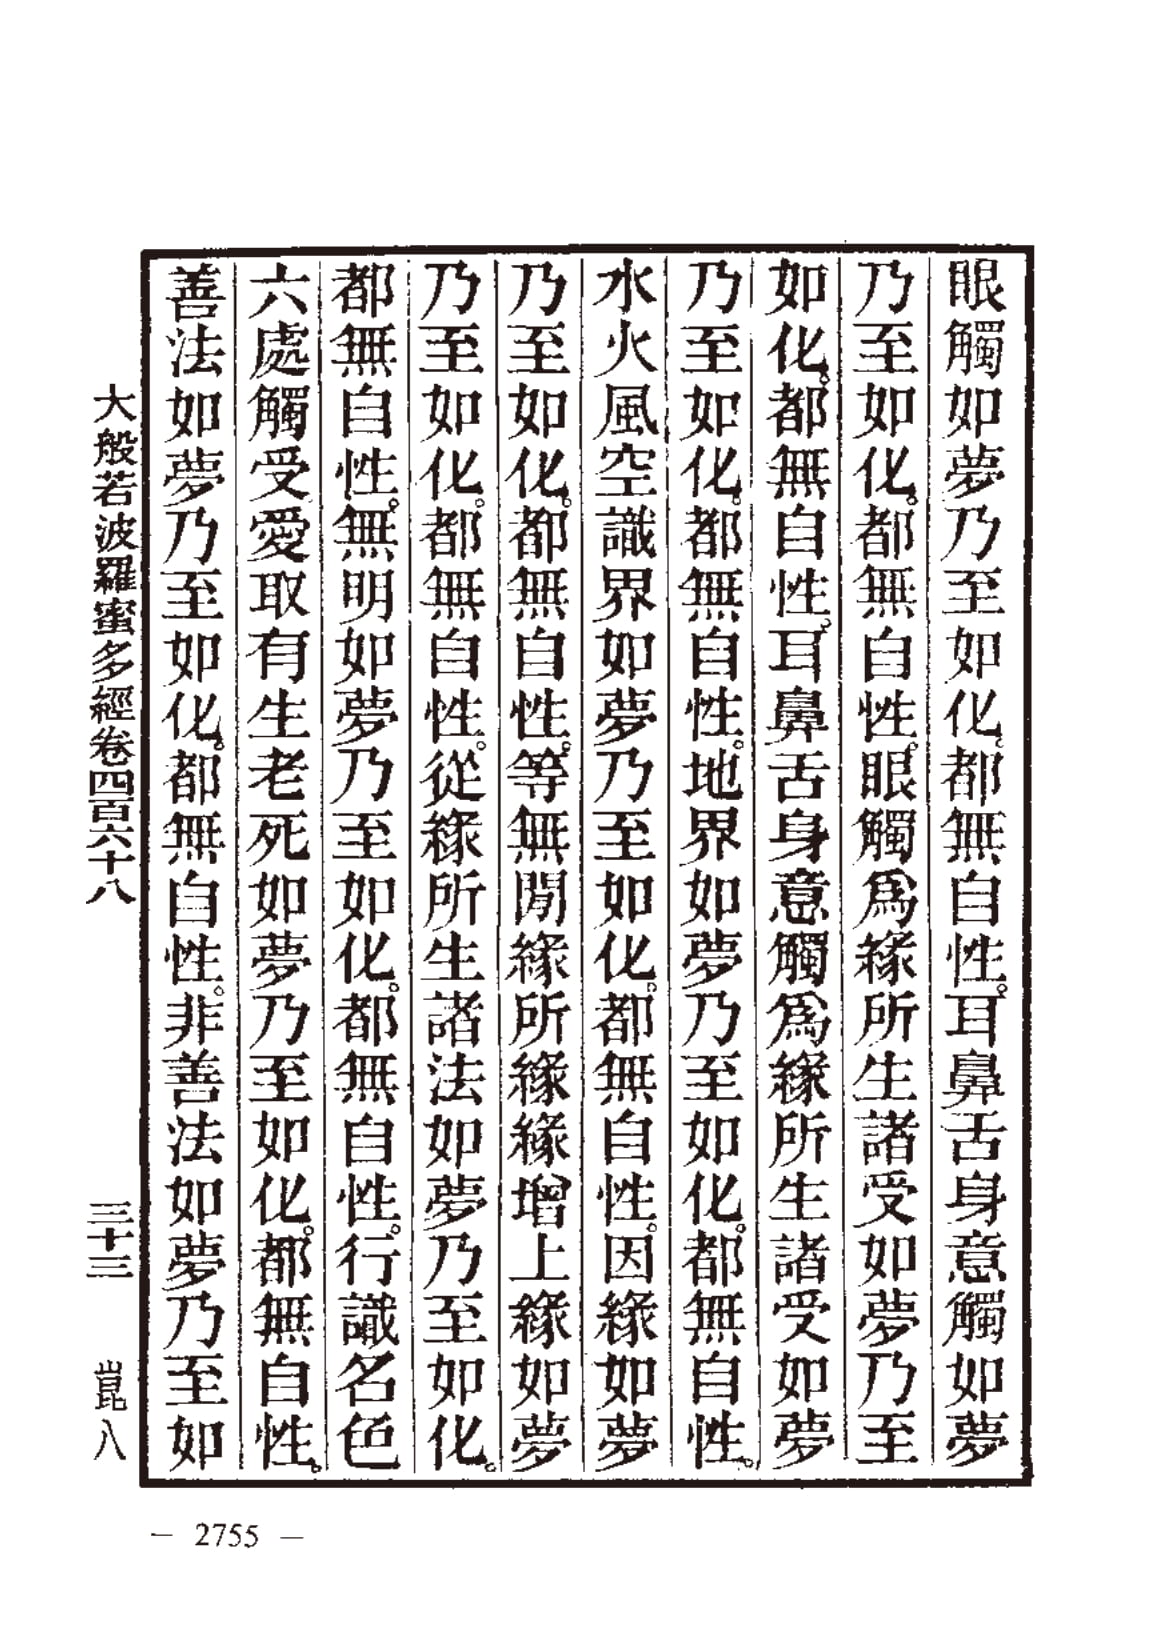 眼觸如夢乃至如化。都無自性。耳鼻舌身意觸如夢
乃至如化。都無自性。眼觸爲緣所生諸受如夢乃至
如化。都無自性。耳鼻舌身意觸爲緣所生諸受如夢
乃至如化。都無自性。地界如夢乃至如化。都無自性。
水火風空識界如夢乃至如化。都無自性。因緣如夢
乃至如化。都無自性。等無閒緣所緣緣增上緣如夢
乃至如化。都無自性。從緣所生諸法如夢乃至如化。
都無自性。無明如夢乃至如化。都無自性。行識名色
六處觸受愛取有生老死如夢乃至如化。都無自性。
善法如夢乃至如化。都無自性。非善法如夢乃至如
大般若波羅蜜多經卷四百六十八 三十三 崑八
— 2755 —